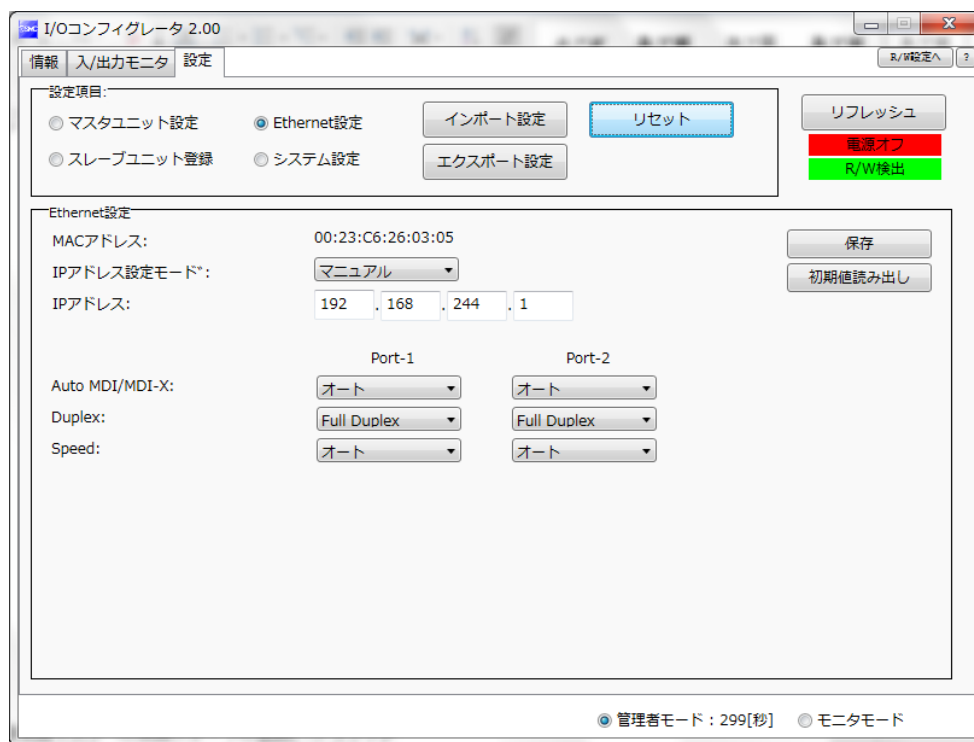 I/Oコンフィグレータ 2.00
情報 入/出力モニタ 設定 R/W設定へ ?
設定項目:
マスタユニット設定 Ethernet設定 インポート設定 リセット リフレッシュ
電源オフ
スレーブユニット登録 システム設定 エクスポート設定 R/W検出
Ethernet設定
MACアドレス: 00:23:C6:26:03:05 保存
IPアドレス設定モード゛: マニュアル 初期値読み出し
IPアドレス: 192 . 168 . 244 . 1
Port-1 Port-2
Auto MDI/MDI-X: オート オート
Duplex: Full Duplex Full Duplex
Speed: オート オート
管理者モード : 299[秒] モニタモード